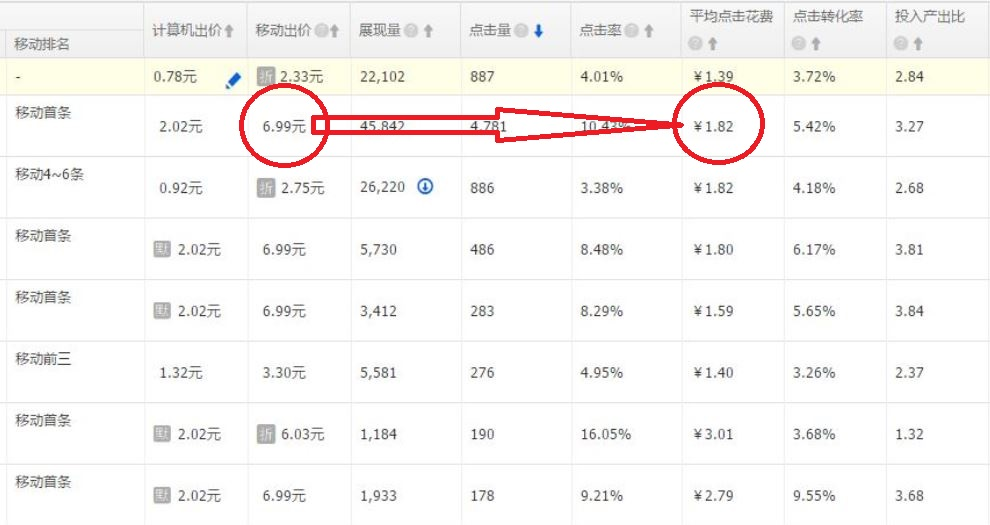 移动排名 计算机出价 移动出价 展现量 点击量 点击率 平均点击花费 点击转化率 投入产出比
- 0.78元 折 2.33元 22,102 887 4.01% ¥1.39 3.72% 2.84
移动首条 2.02元 6.99元 45,842 4,781 10.43% ¥1.82 5.42% 3.27
移动4~6条 0.92元 折 2.75元 26,220 886 3.38% ¥1.82 4.18% 2.68
移动首条 默 2.02元 6.99元 5,730 486 8.48% ¥1.80 6.17% 3.81
移动首条 默 2.02元 6.99元 3,412 283 8.29% ¥1.59 5.65% 3.84
移动前三 1.32元 3.30元 5,581 276 4.95% ¥1.40 3.26% 2.37
移动首条 默 2.02元 折 6.03元 1,184 190 16.05% ¥3.01 3.68% 1.32
移动首条 默 2.02元 6.99元 1,933 178 9.21% ¥2.79 9.55% 3.68